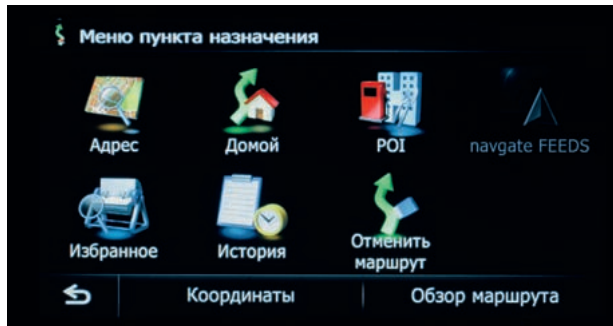 Меню пункта назначения
Адрес
Домой
POI
navgate FEEDS
Избранное
История
Отменить
маршрут
Координаты
Обзор маршрута